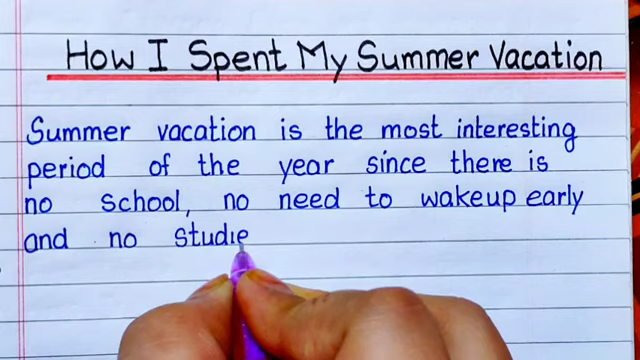 How I Spent My Summer Vacation
Summer vacation is the most interesting
period of the year since there is
no school, no need to wakeup early
and no studie